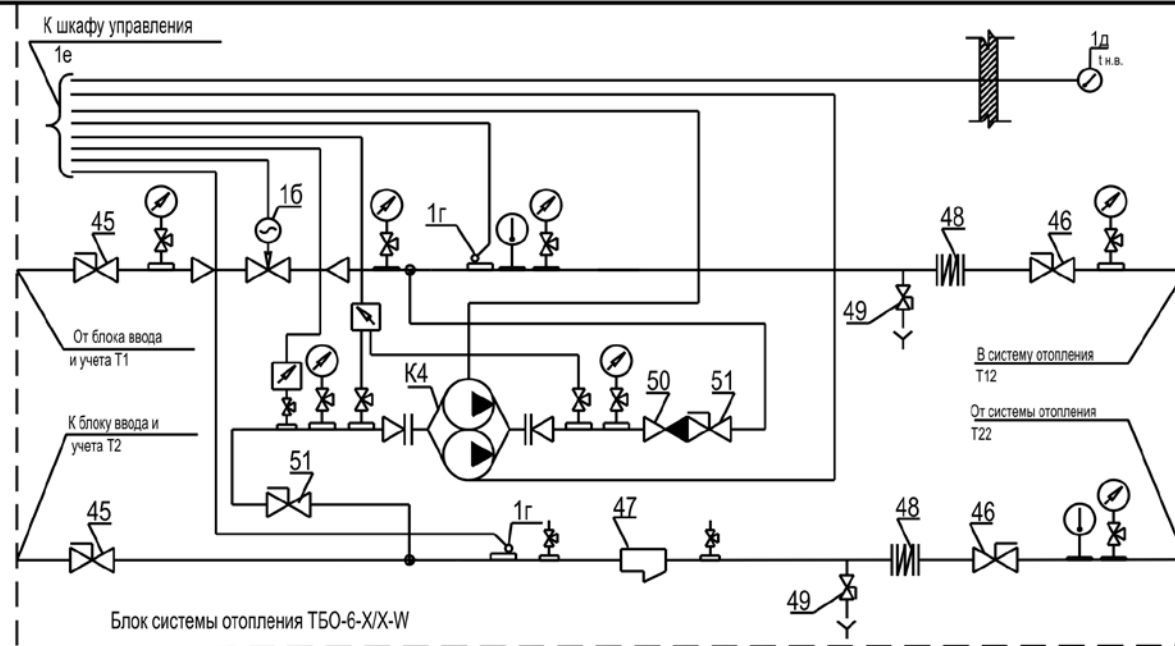 К шкафу управления
1е
1д
t н.в.
1б
45
1г
48
46
49
От блока ввода
и учета Т1
В систему отопления
Т12
К4
50
51
К блоку ввода и
учета Т2
От системы отопления
Т22
51
45
1г
47
48
46
49
Блок системы отопления ТБО-6-Х/Х-W